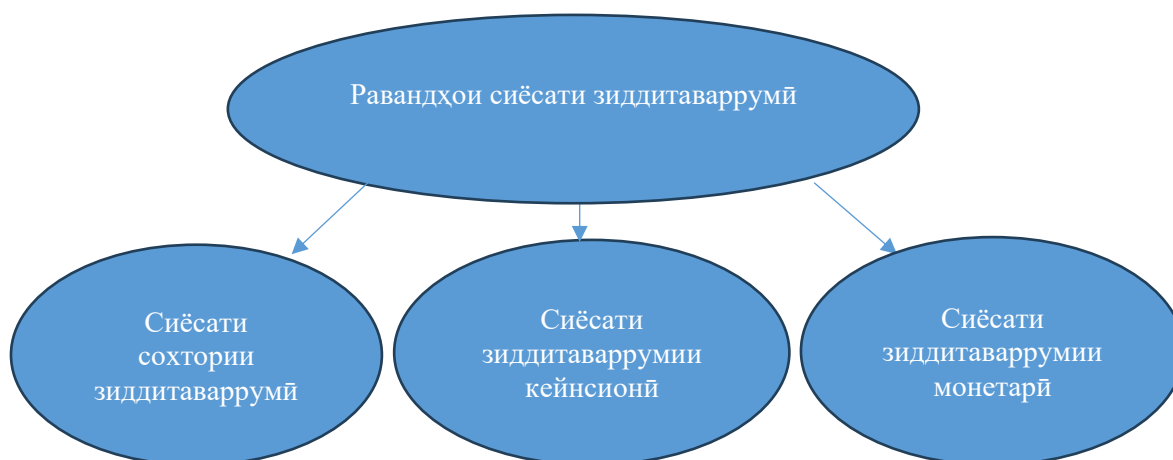 Равандҳои сиёсати зиддитаваррумӣ
Сиёсати
сохтории
зиддитаваррумӣ
Сиёсати
зиддитаваррумии
кейнсионӣ
Сиёсати
зиддитаваррумии
монетарӣ